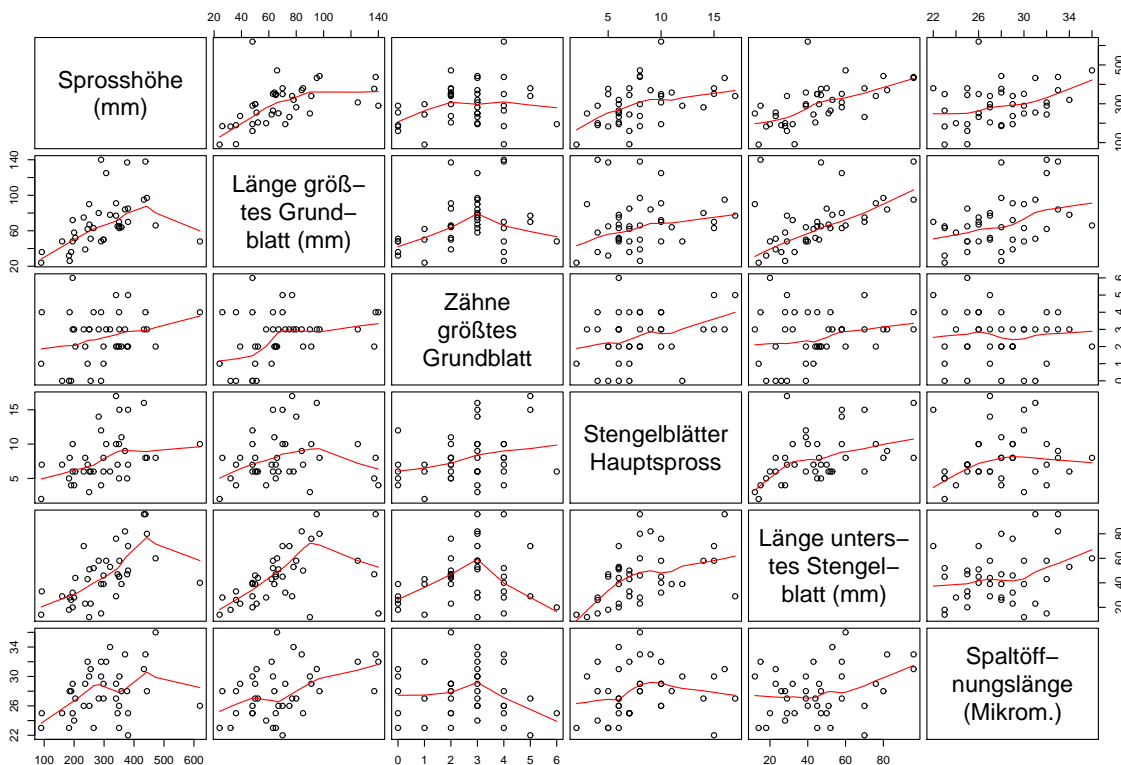 20 40 60 80 100 140
5 10 15
22 26 30 34
Sprosshöhe
(mm)
100 300 500
20 60 100 140
Länge größ–
tes Grund–
blatt (mm)
Zähne
größtes
Grundblatt
0 1 2 3 4 5 6
5 10 15
Stengelblätter
Hauptspross
Länge unters–
tes Stengel–
blatt (mm)
20 40 60 80
22 26 30 34
Spaltöff–
nungslänge
(Mikrom.)
100 200 300 400 500 600
0 1 2 3 4 5 6
20 40 60 80